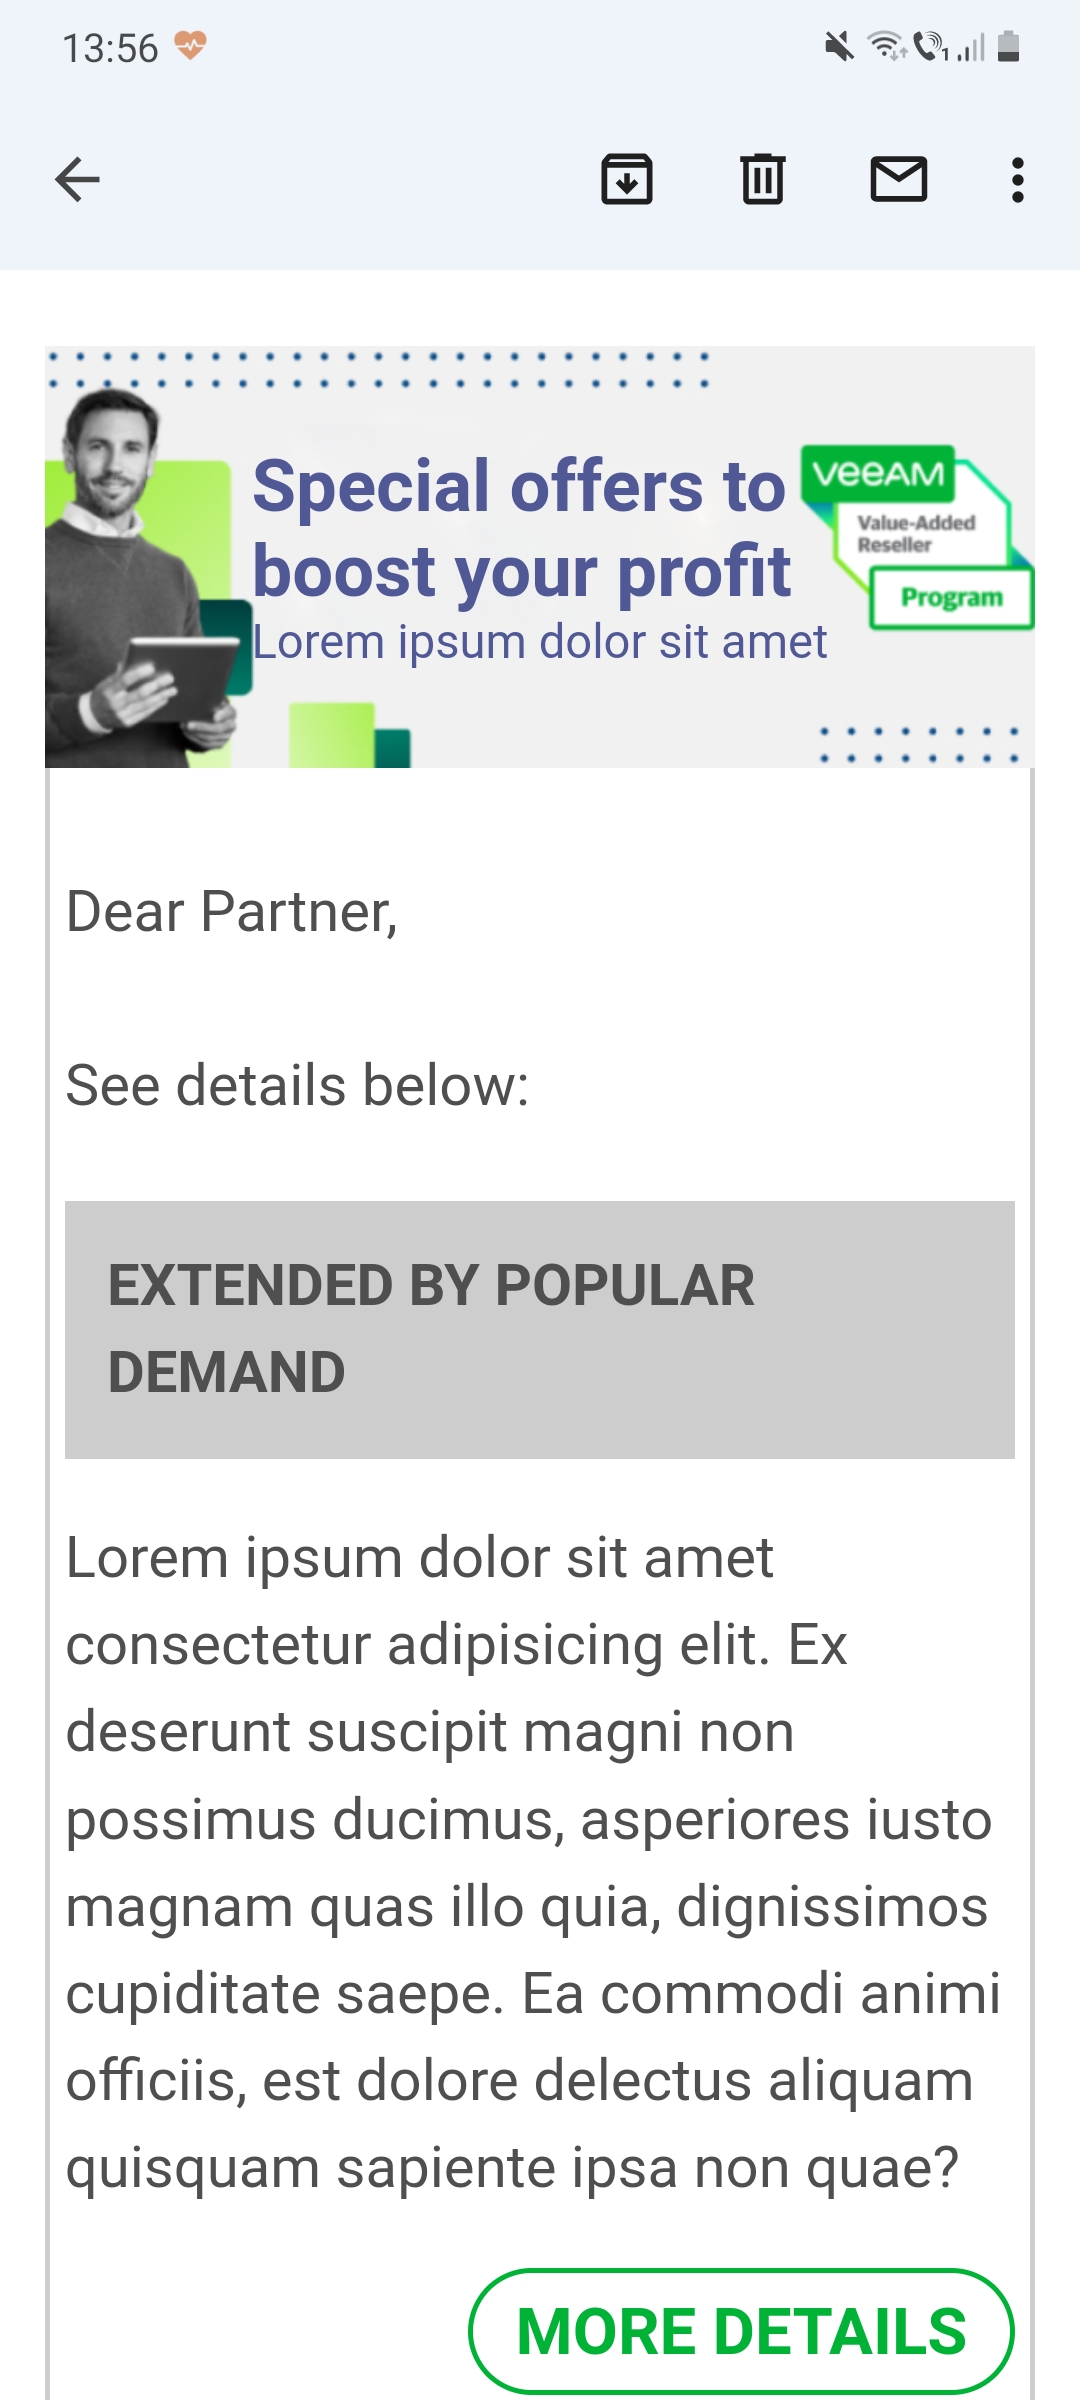 13:56
Special offers to
boost your profit
Lorem ipsum dolor sit amet
veeAM
Value-Added
Reseller
Program
Dear Partner,
See details below:
EXTENDED BY POPULAR
DEMAND
Lorem ipsum dolor sit amet
consectetur adipisicing elit. Ex
deserunt suscipit magni non
possimus ducimus, asperiores iusto
magnam quas illo quia, dignissimos
cupiditate saepe. Ea commodi animi
officiis, est dolore delectus aliquam
quisquam sapiente ipsa non quae?
MORE DETAILS